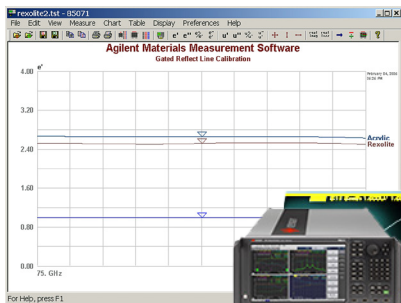 rexolite2.tst - 85071
File Edit View Measure Chart Table Display Preferences Help
e' e"
u' u"
Agilent Materials Measurement Software
Gated Reflect Line Calibration
e'
4.00
3.20
2.40
1.60
0.80
0.00
Acrylic
Rexolite
75. GHz
For Help, press F1